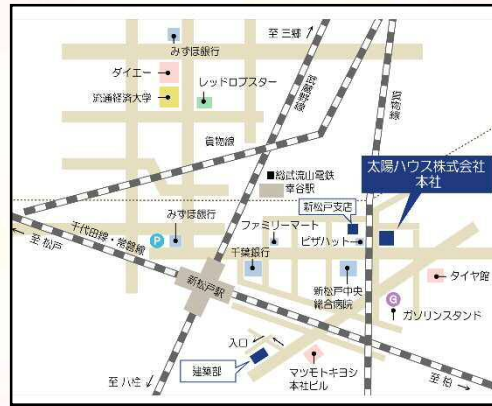 みずほ銀行
至 三郷
ダイエー
レッドロブスター
流通経済大学
武蔵野線
貨物線
貨物線
太陽ハウス株式会社
本社
総武流山電鉄
幸谷駅
新松戸支店
みずほ銀行
ファミリーマート
千代田線・常磐線
P
ピザハット
至 松戸
千葉銀行
新松戸駅
新松戸中央
総合病院
タイヤ館
G
ガソリンスタンド
入口
建築部
マツモトキヨシ
本社ビル
至 八柱
至 柏